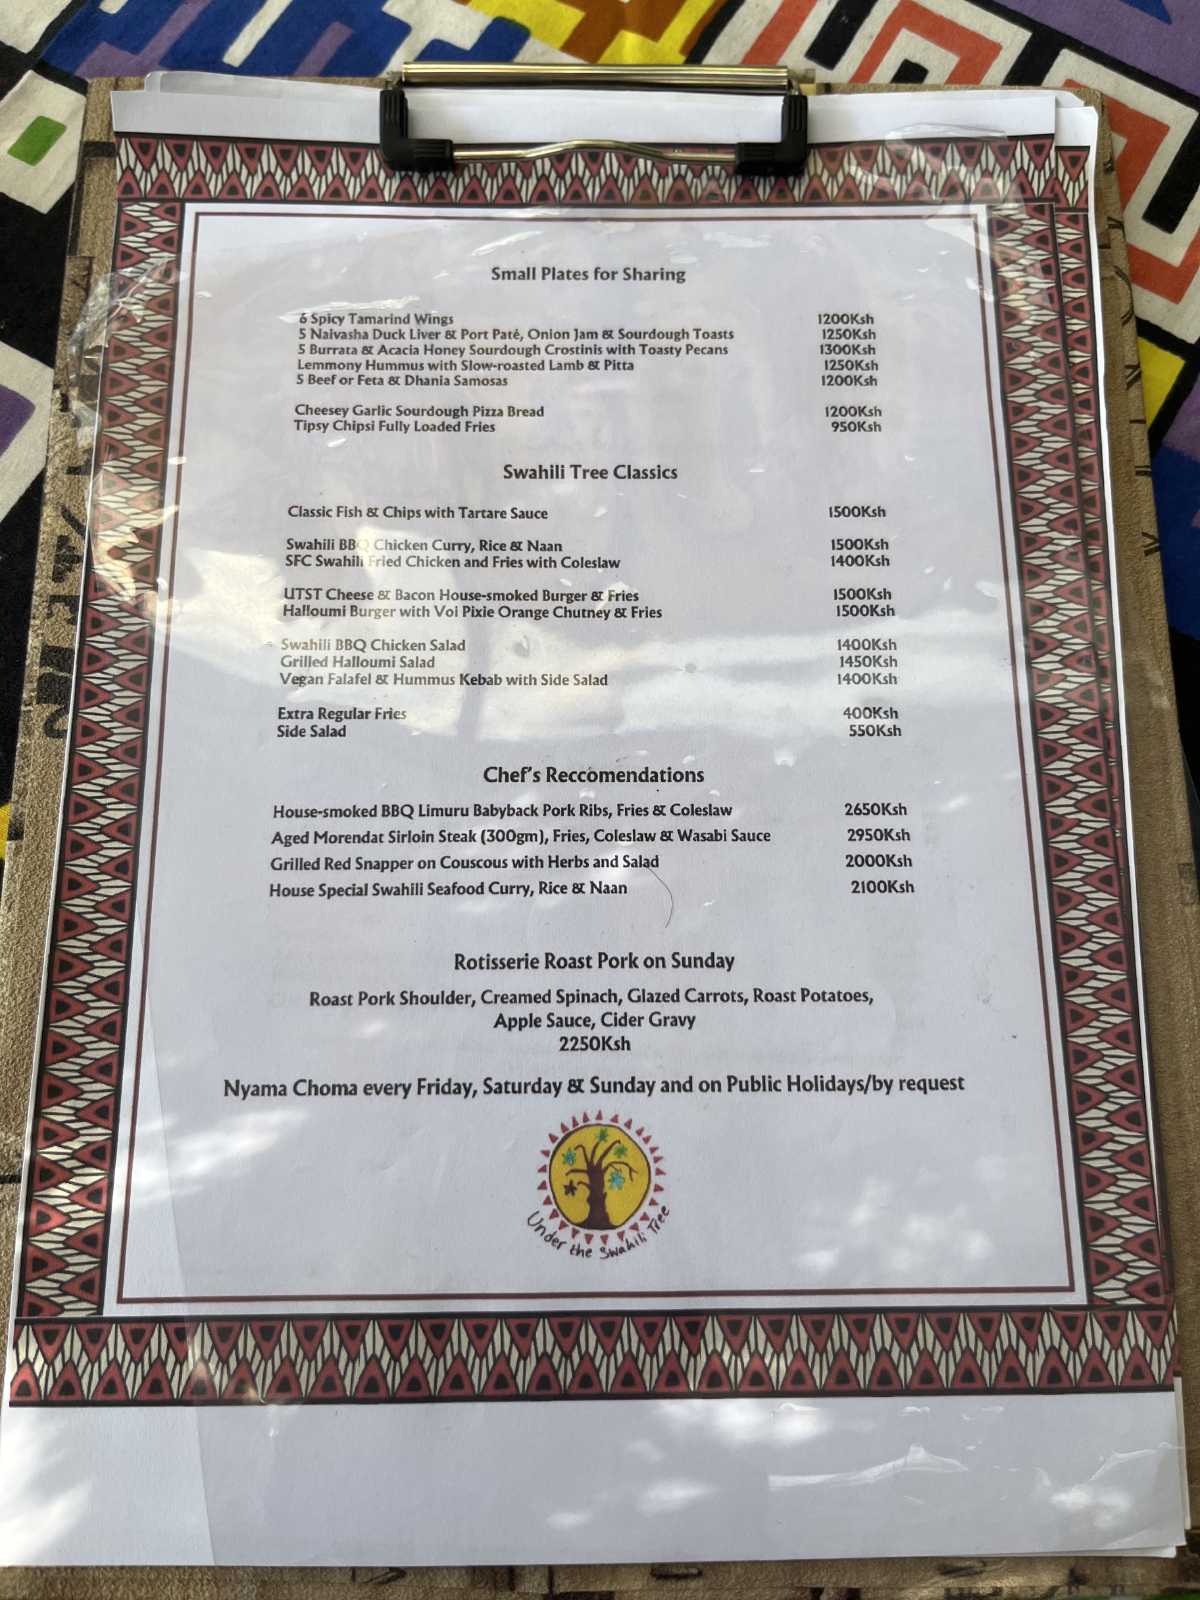 Small Plates for Sharing
6 Spicy Tamarind Wings 1200Ksh
5 Naivasha Duck Liver & Port Paté, Onion Jam & Sourdough Toasts 1250Ksh
5 Burrata & Acacia Honey Sourdough Crostinis with Toasty Pecans 1300Ksh
Lemmony Hummus with Slow-roasted Lamb & Pitta 1250Ksh
5 Beef or Feta & Dhania Samosas 1200Ksh
Cheesey Garlic Sourdough Pizza Bread 1200Ksh
Tipsy Chipsi Fully Loaded Fries 950Ksh
Swahili Tree Classics
Classic Fish & Chips with Tartare Sauce 1500Ksh
Swahili BBQ Chicken Curry, Rice & Naan 1500Ksh
SFC Swahili Fried Chicken and Fries with Coleslaw 1400Ksh
UTST Cheese & Bacon House-smoked Burger & Fries 1500Ksh
Halloumi Burger with Voi Pixie Orange Chutney & Fries 1500Ksh
Swahili BBQ Chicken Salad 1400Ksh
Grilled Halloumi Salad 1450Ksh
Vegan Falafel & Hummus Kebab with Side Salad 1400Ksh
Extra Regular Fries 400Ksh
Side Salad 550Ksh
Chef's Reccomendations
House-smoked BBQ Limuru Babyback Pork Ribs, Fries & Coleslaw 2650Ksh
Aged Morendat Sirloin Steak (300gm), Fries, Coleslaw & Wasabi Sauce 2950Ksh
Grilled Red Snapper on Couscous with Herbs and Salad 2000Ksh
House Special Swahili Seafood Curry, Rice & Naan 2100Ksh
Rotisserie Roast Pork on Sunday
Roast Pork Shoulder, Creamed Spinach, Glazed Carrots, Roast Potatoes,
Apple Sauce, Cider Gravy
2250Ksh
Nyama Choma every Friday, Saturday & Sunday and on Public Holidays/by request
Under the Swahili Tree